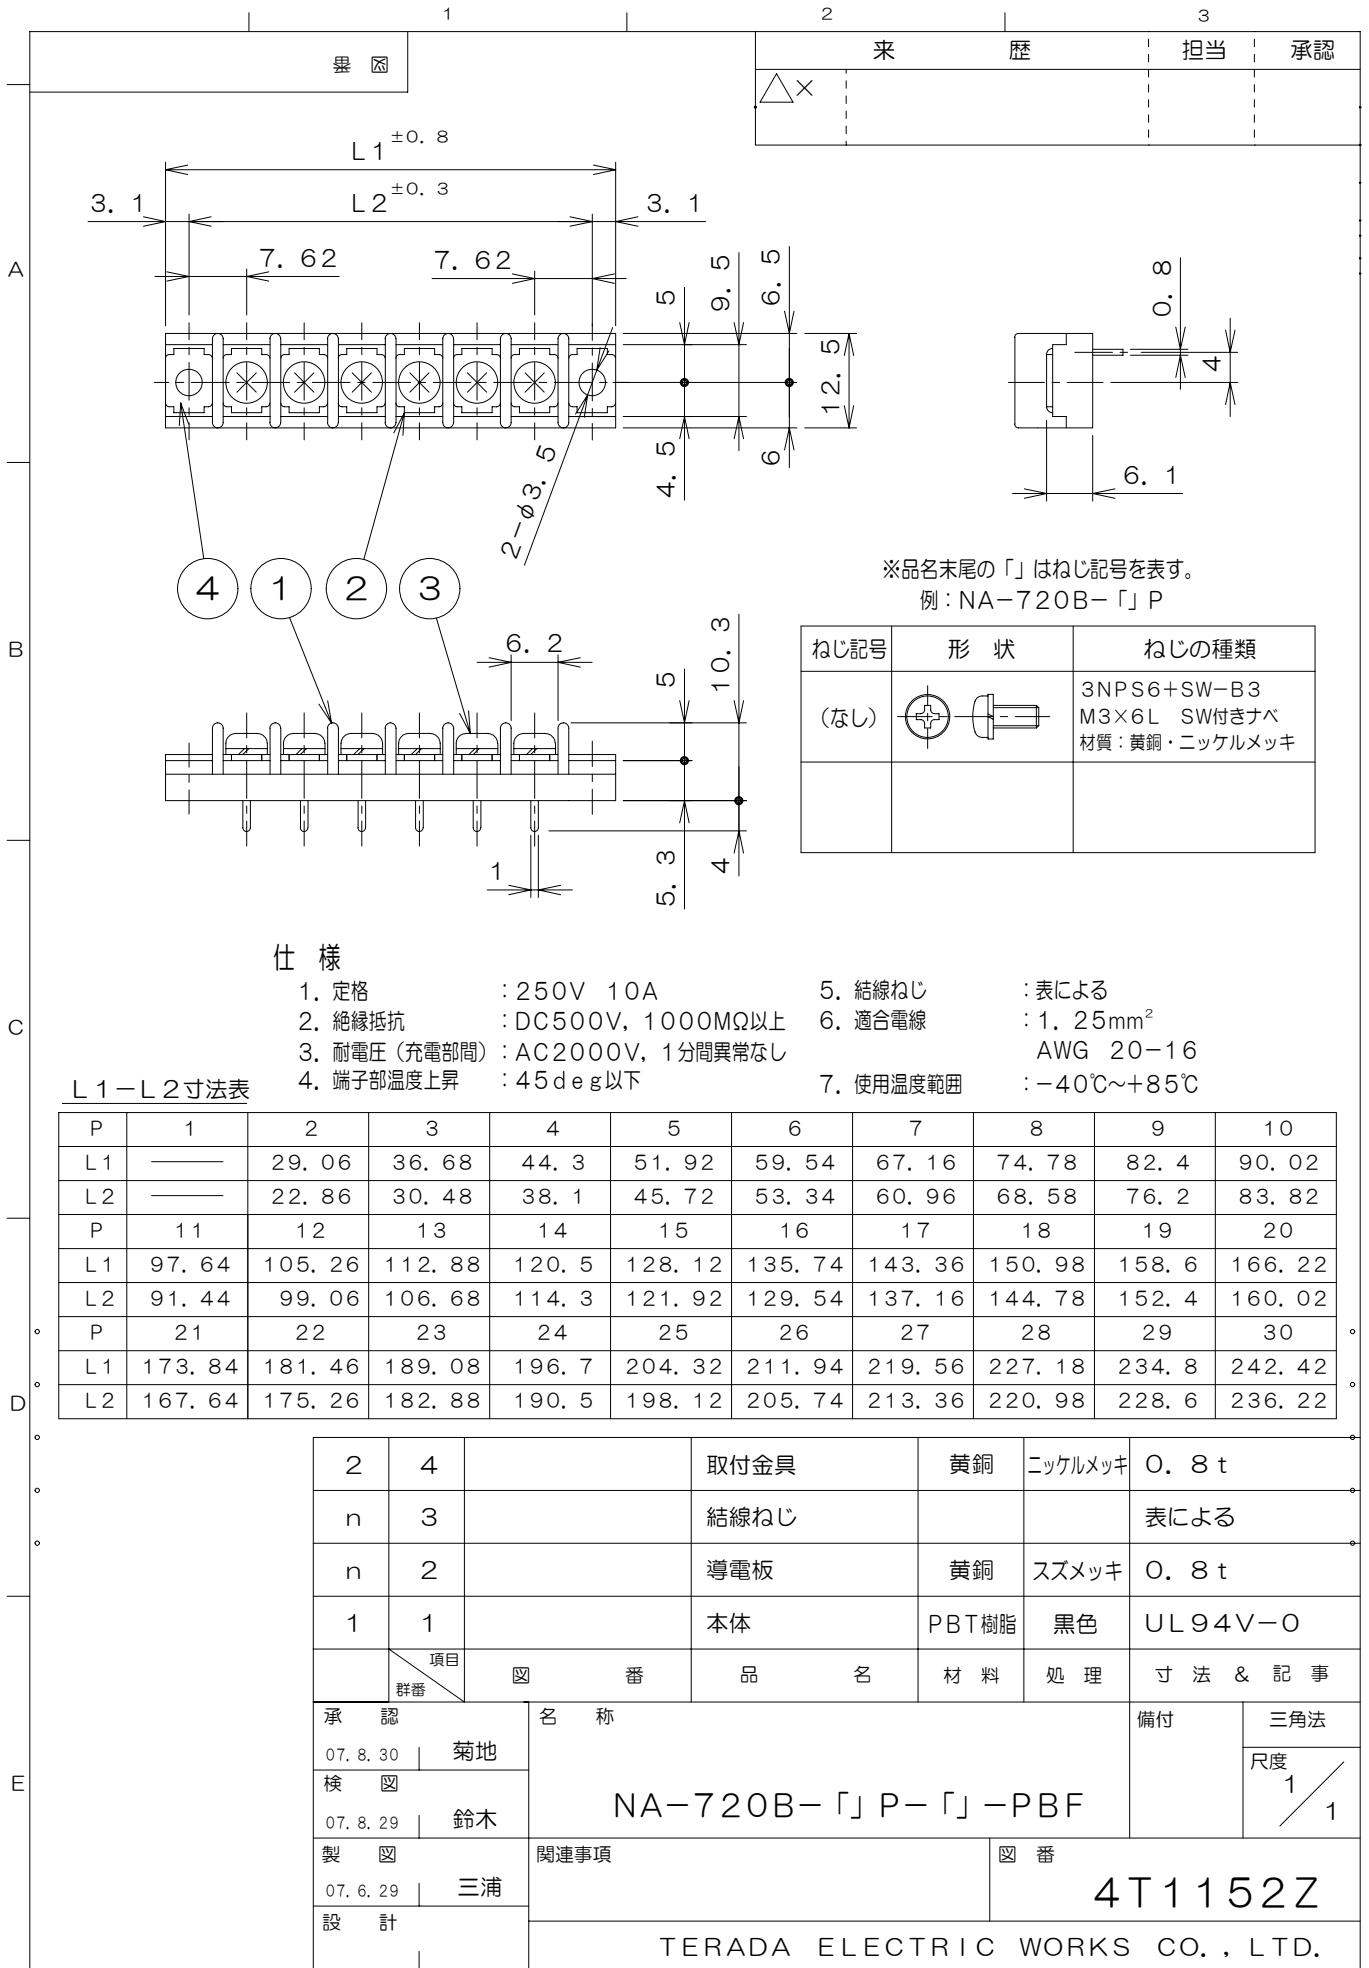 1 2 3
図 番
来 歴 担当 承認
△×
A
B
C
D
E
L1±0.8
L2±0.3
3.1
3.1
7.62
7.62
5
9.5
6.5
12.5
4.5
6
2-φ3.5
0.8
4
6.1
4 1 2 3
※品名末尾の「」はねじ記号を表す。
例:NA-720B-「」P
ねじ記号 形 状 ねじの種類
(なし) 3NPS6+SW-B3
M3×6L SW付きナベ
材質:黄銅・ニッケルメッキ
6.2
5
10.3
1
5.3
4
仕 様
1. 定格 :250V 10A
2. 絶縁抵抗 :DC500V, 1000MΩ以上
3. 耐電圧(充電部間):AC2000V, 1分間異常なし
4. 端子部温度上昇 :45deg以下
5. 結線ねじ :表による
6. 適合電線 :1.25mm²
AWG 20-16
7. 使用温度範囲 :-40℃~+85℃
L1-L2寸法表
P 1 2 3 4 5 6 7 8 9 10
L1 ―― 29.06 36.68 44.3 51.92 59.54 67.16 74.78 82.4 90.02
L2 ―― 22.86 30.48 38.1 45.72 53.34 60.96 68.58 76.2 83.82
P 11 12 13 14 15 16 17 18 19 20
L1 97.64 105.26 112.88 120.5 128.12 135.74 143.36 150.98 158.6 166.22
L2 91.44 99.06 106.68 114.3 121.92 129.54 137.16 144.78 152.4 160.02
P 21 22 23 24 25 26 27 28 29 30
L1 173.84 181.46 189.08 196.7 204.32 211.94 219.56 227.18 234.8 242.42
L2 167.64 175.26 182.88 190.5 198.12 205.74 213.36 220.98 228.6 236.22
2 4 取付金具 黄銅 ニッケルメッキ 0.8t
n 3 結線ねじ 表による
n 2 導電板 黄銅 スズメッキ 0.8t
1 1 本体 PBT樹脂 黒色 UL94V-0
項目 群番 図 番 品 名 材 料 処 理 寸 法 & 記 事
承 認
07.8.30 菊地
検 図
07.8.29 鈴木
製 図
07.6.29 三浦
設 計
名 称
NA-720B-「」P-「」-PBF
備付
三角法
尺度
1/1
関連事項
図 番
4T1152Z
TERADA ELECTRIC WORKS CO., LTD.